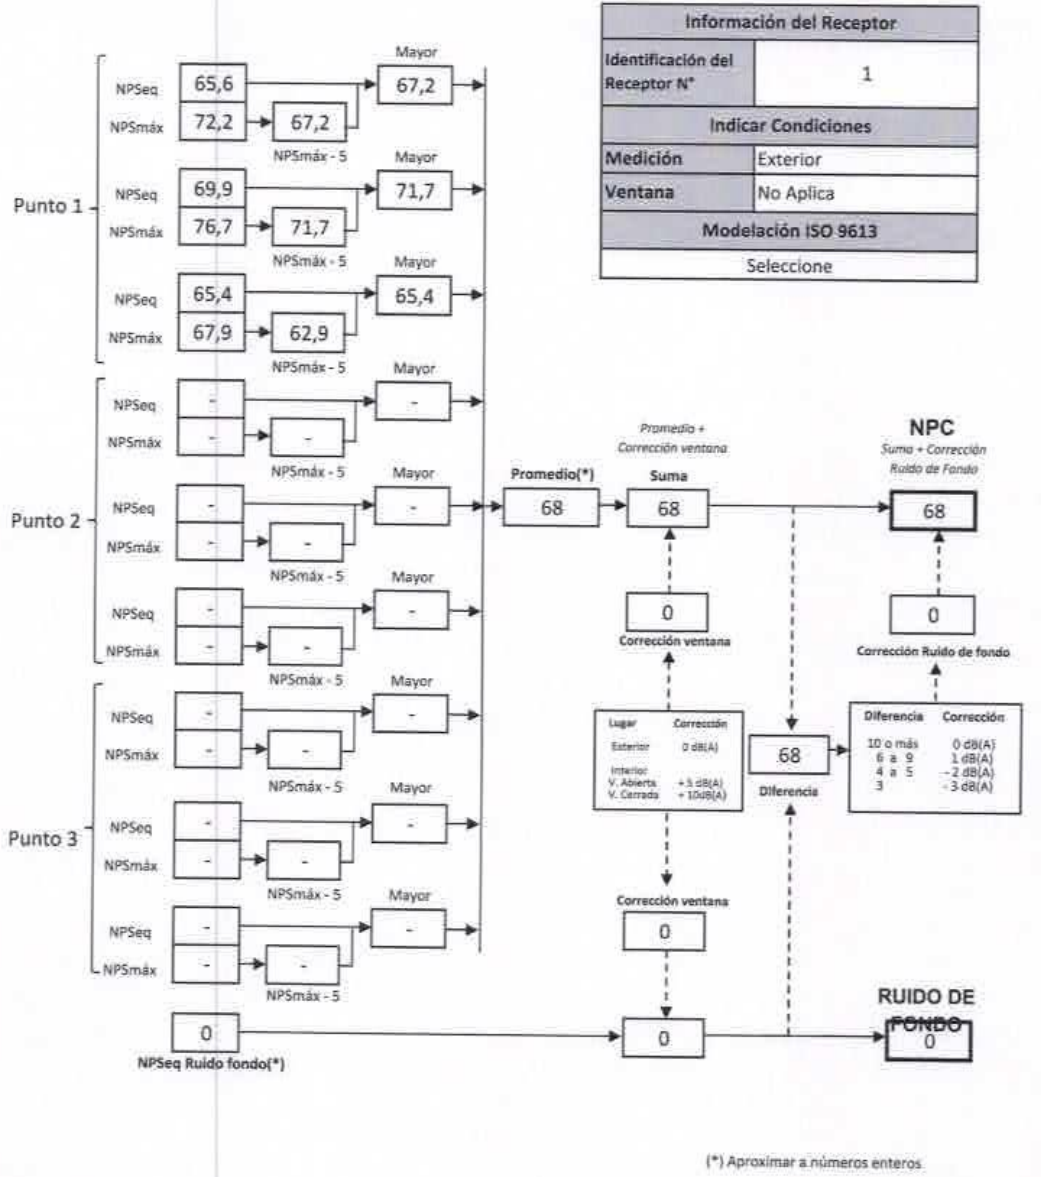 Información del Receptor
Identificación del
Receptor N°
1
Indicar Condiciones
Medición Exterior
Ventana No Aplica
Modelación ISO 9613
Seleccione
Punto 1
Mayor
NPSeq 65,6 67,2
NPSmáx 72,2 67,2
NPSmáx - 5
Mayor
NPSeq 69,9 71,7
NPSmáx 76,7 71,7
NPSmáx - 5
Mayor
NPSeq 65,4 65,4
NPSmáx 67,9 62,9
NPSmáx - 5
Punto 2
Mayor
NPSeq - -
NPSmáx - -
NPSmáx - 5
Mayor
NPSeq - -
NPSmáx - -
NPSmáx - 5
Mayor
NPSeq - -
NPSmáx - -
NPSmáx - 5
Punto 3
Mayor
NPSeq - -
NPSmáx - -
NPSmáx - 5
Mayor
NPSeq - -
NPSmáx - -
NPSmáx - 5
Mayor
NPSeq - -
NPSmáx - -
NPSmáx - 5
0
NPSeq Ruido fondo(*)
Promedio(*)
68
Promedio +
Corrección ventana
Suma
68
0
Corrección ventana
Lugar Corrección
Exterior 0 dB(A)
Interior
V. Abierta + 5 dB(A)
V. Cerrada + 10dB(A)
Corrección ventana
0
0
68
Diferencia
NPC
Suma + Corrección
Ruido de Fondo
68
0
Corrección Ruido de fondo
Diferencia Corrección
10 o más 0 dB(A)
6 a 9 1 dB(A)
4 a 5 - 2 dB(A)
3 - 3 dB(A)
RUIDO DE
FONDO
0
(*) Aproximar a números enteros